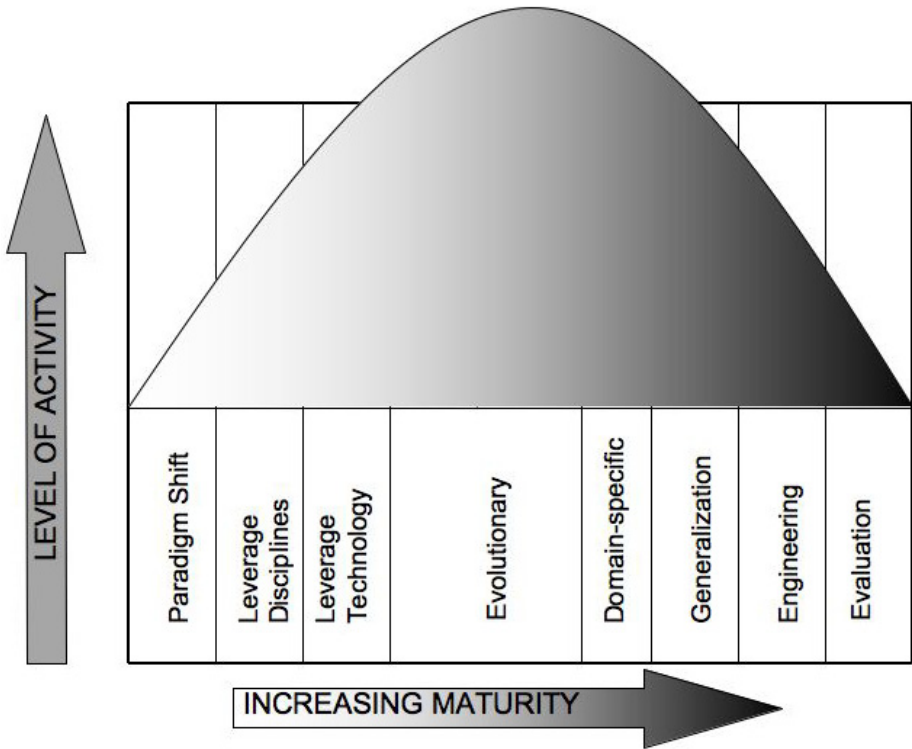 LEVEL OF ACTIVITY
Paradigm Shift
Leverage
Disciplines
Leverage
Technology
Evolutionary
Domain-specific
Generalization
Engineering
Evaluation
INCREASING MATURITY